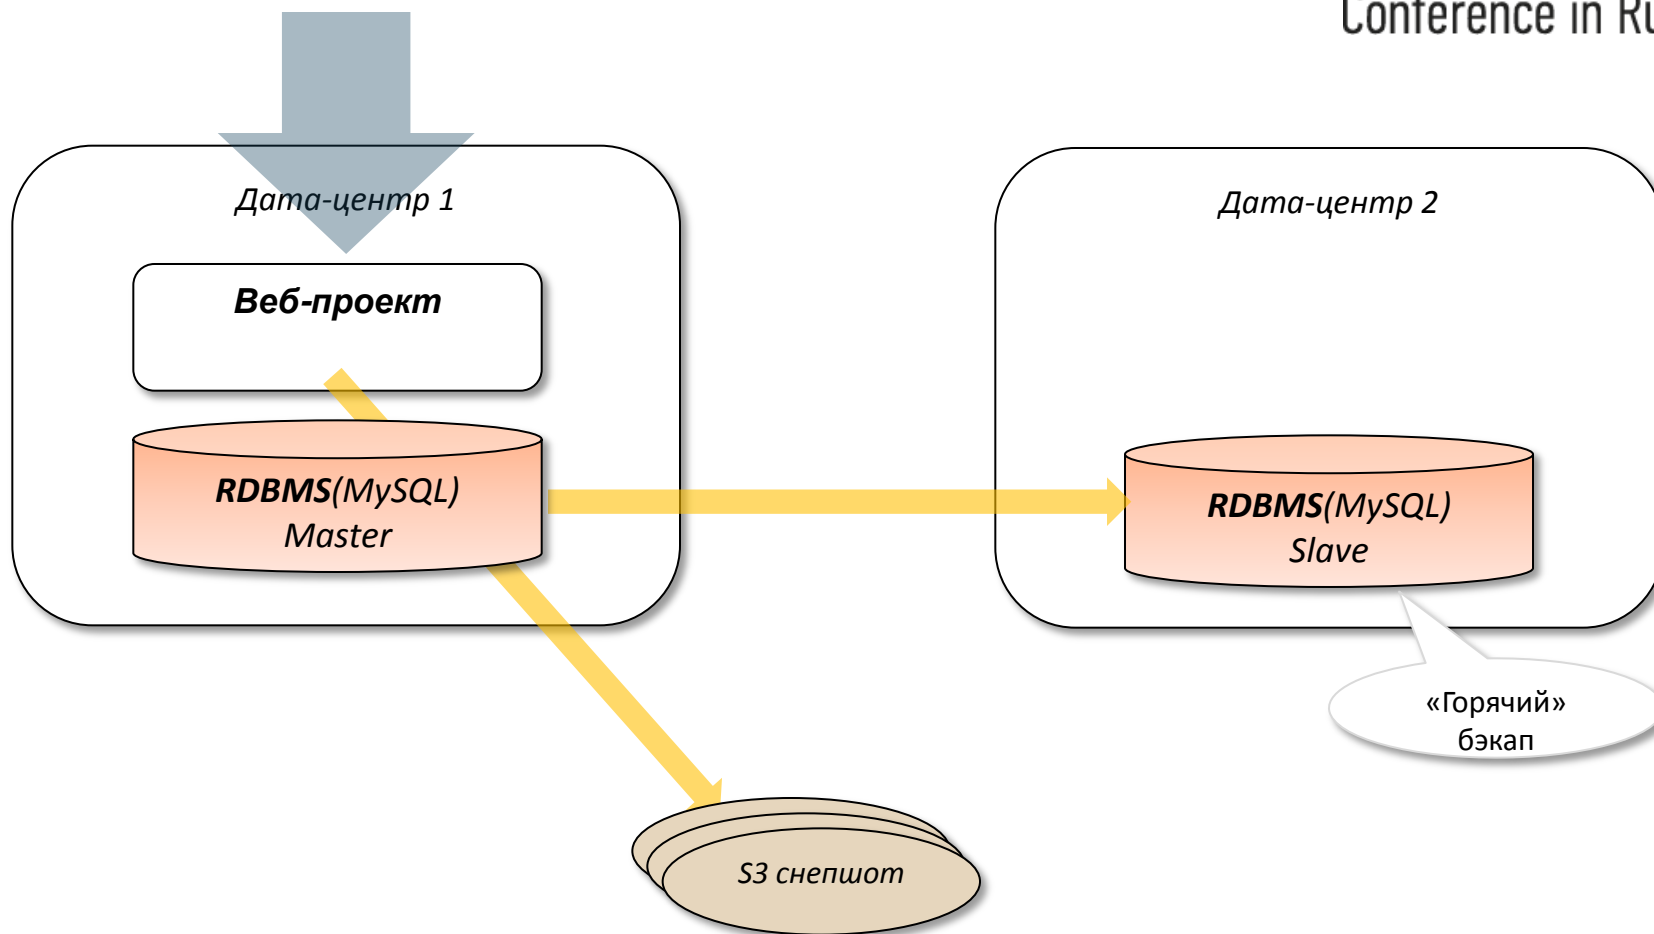 Conference in
Дата-центр 1
Дата-центр 2
Веб-проект
RDBMS(MySQL)
Master
RDBMS(MySQL)
Slave
«Горячий»
бэкап
S3 снепшот